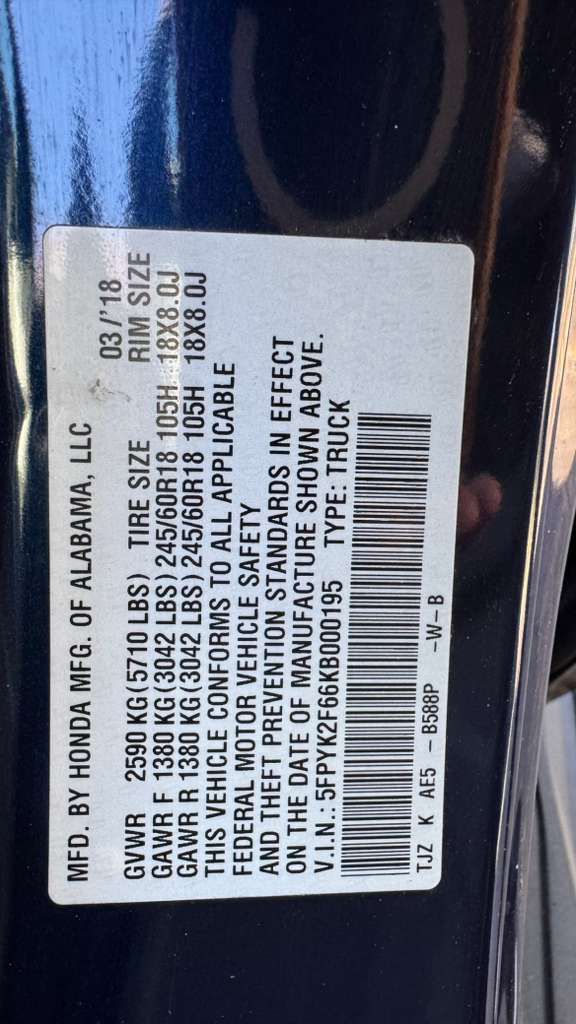 MFD. BY HONDA MFG. OF ALABAMA, LLC 03/'18
GVWR 2590 KG(5710 LBS) TIRE SIZE RIM SIZE
GAWR F 1380 KG(3042 LBS)245/60R18 105H 18X8.0J
GAWR R 1380 KG(3042 LBS)245/60R18 105H 18X8.0J
THIS VEHICLE CONFORMS TO ALL APPLICABLE
FEDERAL MOTOR VEHICLE SAFETY
AND THEFT PREVENTION STANDARDS IN EFFECT
ON THE DATE OF MANUFACTURE SHOWN ABOVE.
V.I.N.: 5FPYK2F66KB000195 TYPE: TRUCK
TJZ K AE5 - B588P -W-B